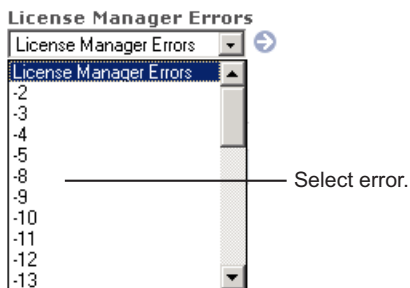 License Manager Errors
License Manager Errors
License Manager Errors
-2
-3
-4
-5
-8
Select error.
-9
-10
-11
-12
-13